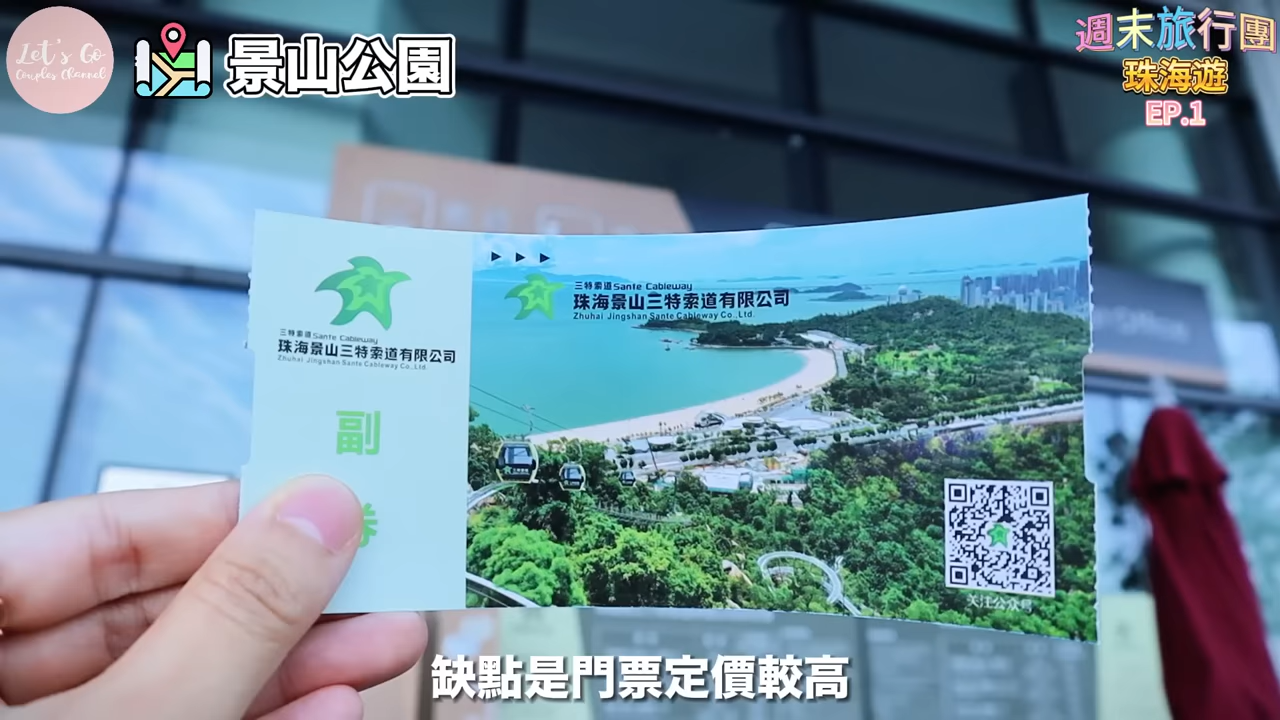 Let's Go
Couples Channel
景山公園
週末旅行團
珠海遊
EP.1
三特索道 Sante Cableway
珠海景山三特索道有限公司
Zhuhai Jingshan Sante Cableway Co., Ltd.
副
三特索道 Sante Cableway
珠海景山三特索道有限公司
Zhuhai Jingshan Sante Cableway Co., Ltd.
关注公众号
缺點是門票定價較高